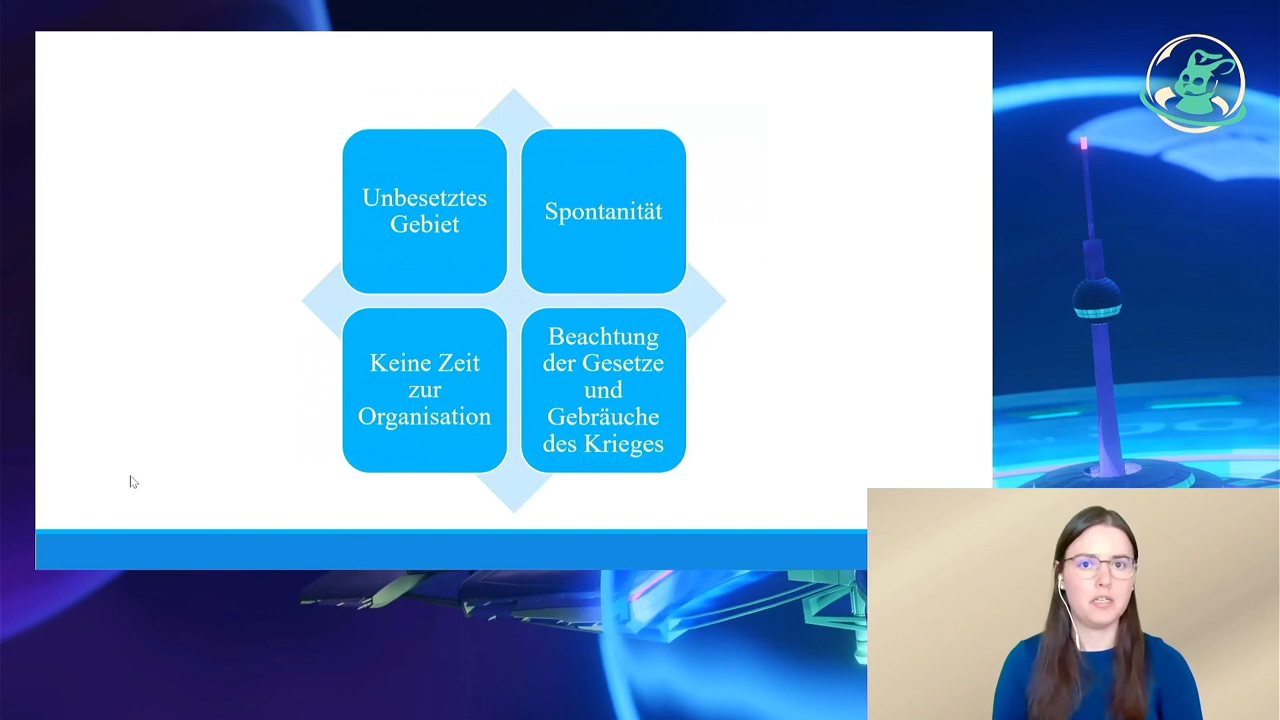 Unbesetztes
Gebiet
Spontanität
Keine Zeit
zur
Organisation
Beachtung
der Gesetze
und
Gebräuche
des Krieges